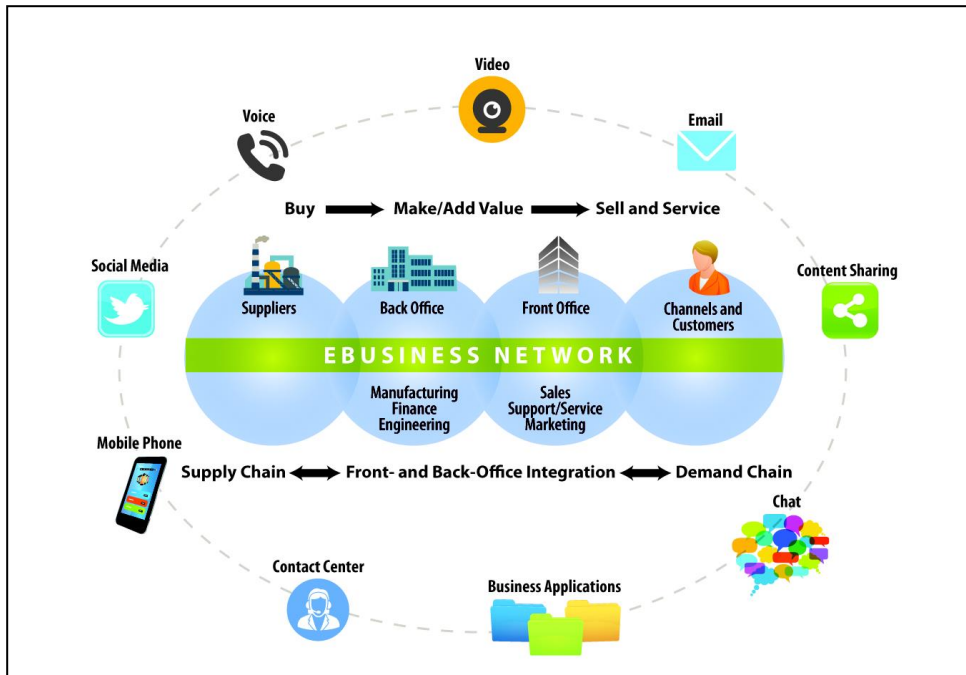 Video
Voice
Email
Buy
Make/Add Value
Sell and Service
Social Media
Content Sharing
Suppliers
Back Office
Front Office
Channels and
Customers
EBUSINESS NETWORK
Manufacturing
Finance
Engineering
Sales
Support/Service
Marketing
Mobile Phone
Supply Chain
Front- and Back-Office Integration
Demand Chain
Chat
Contact Center
Business Applications